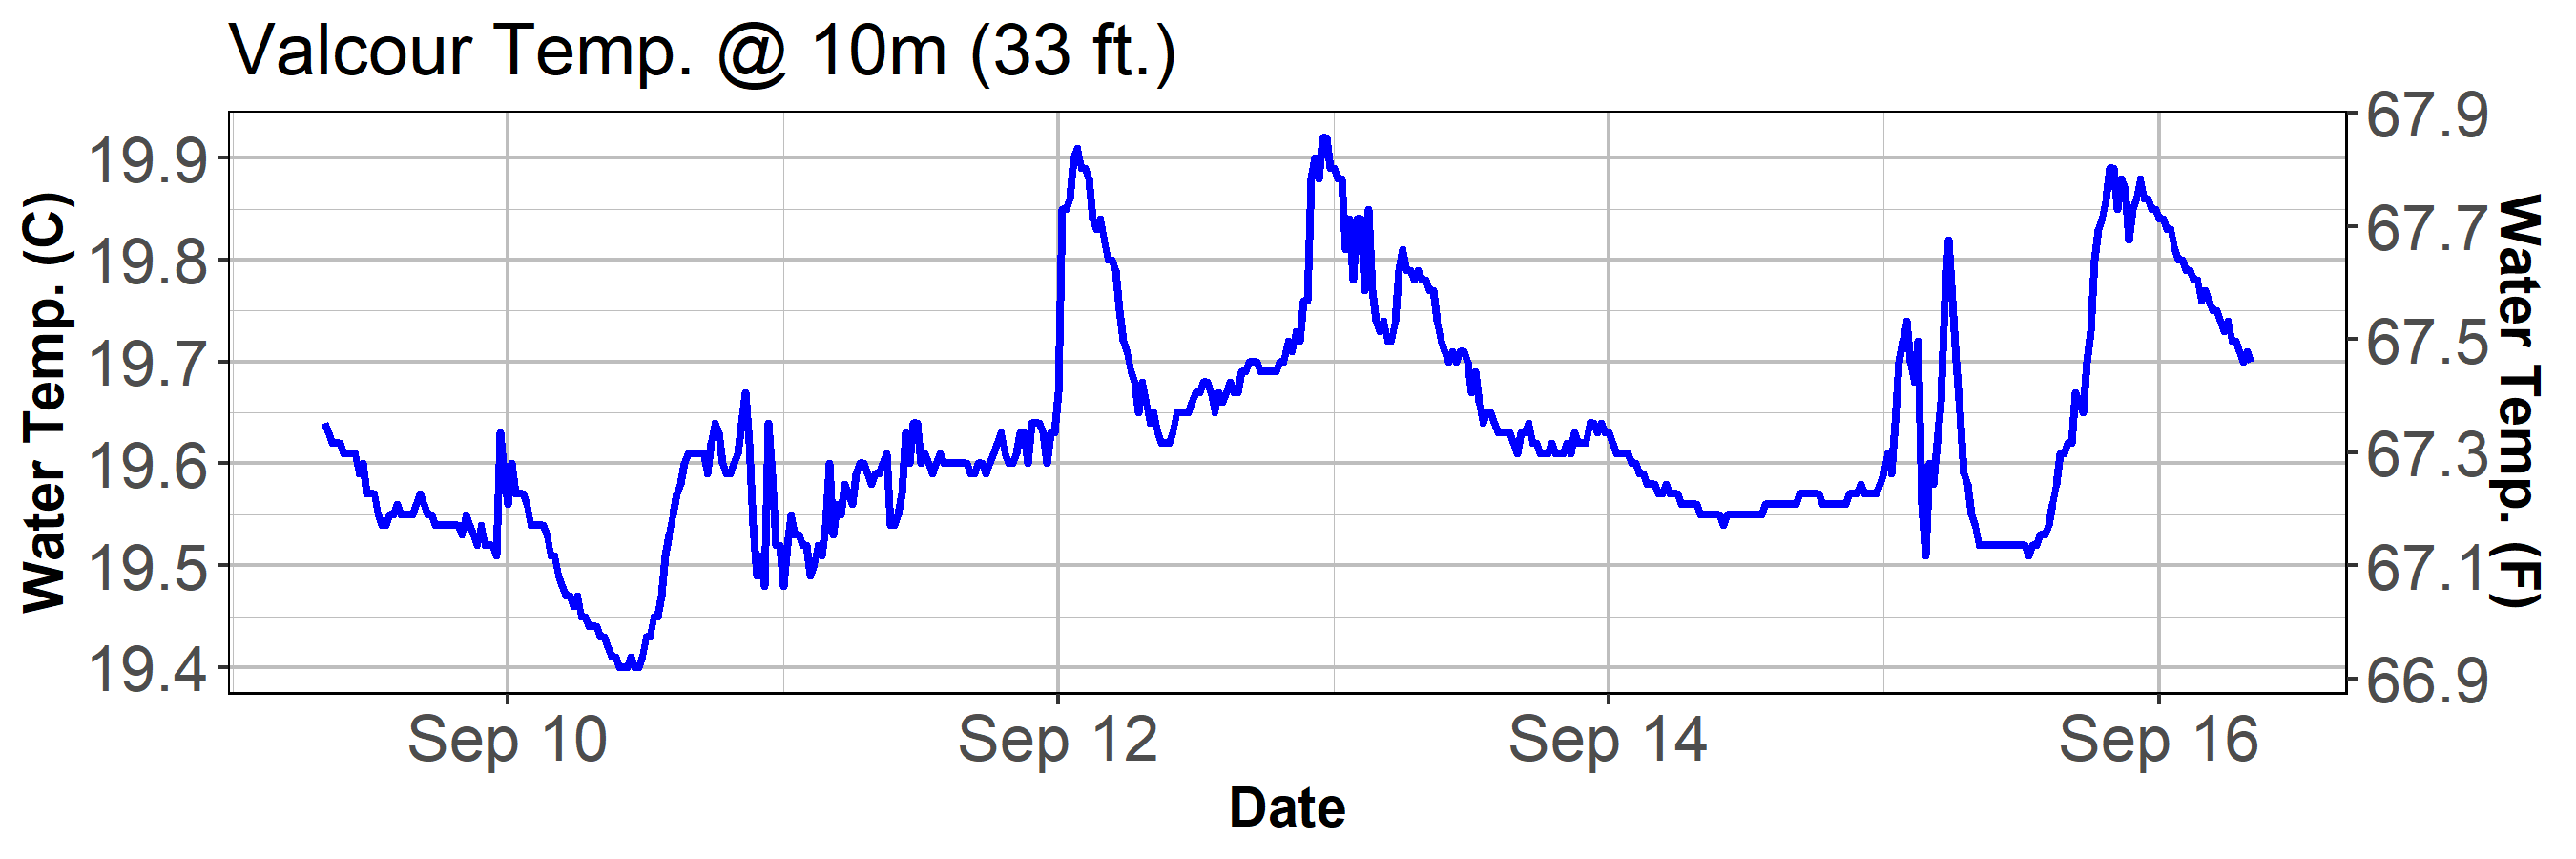 Valcour Temp. @ 10m (33 ft.)
Water Temp. (C)
19.9
19.8
19.7
19.6
19.5
19.4
67.9
67.7
67.5
67.3
67.1
66.9
Water Temp. (F)
Sep 10 Sep 12 Sep 14 Sep 16
Date